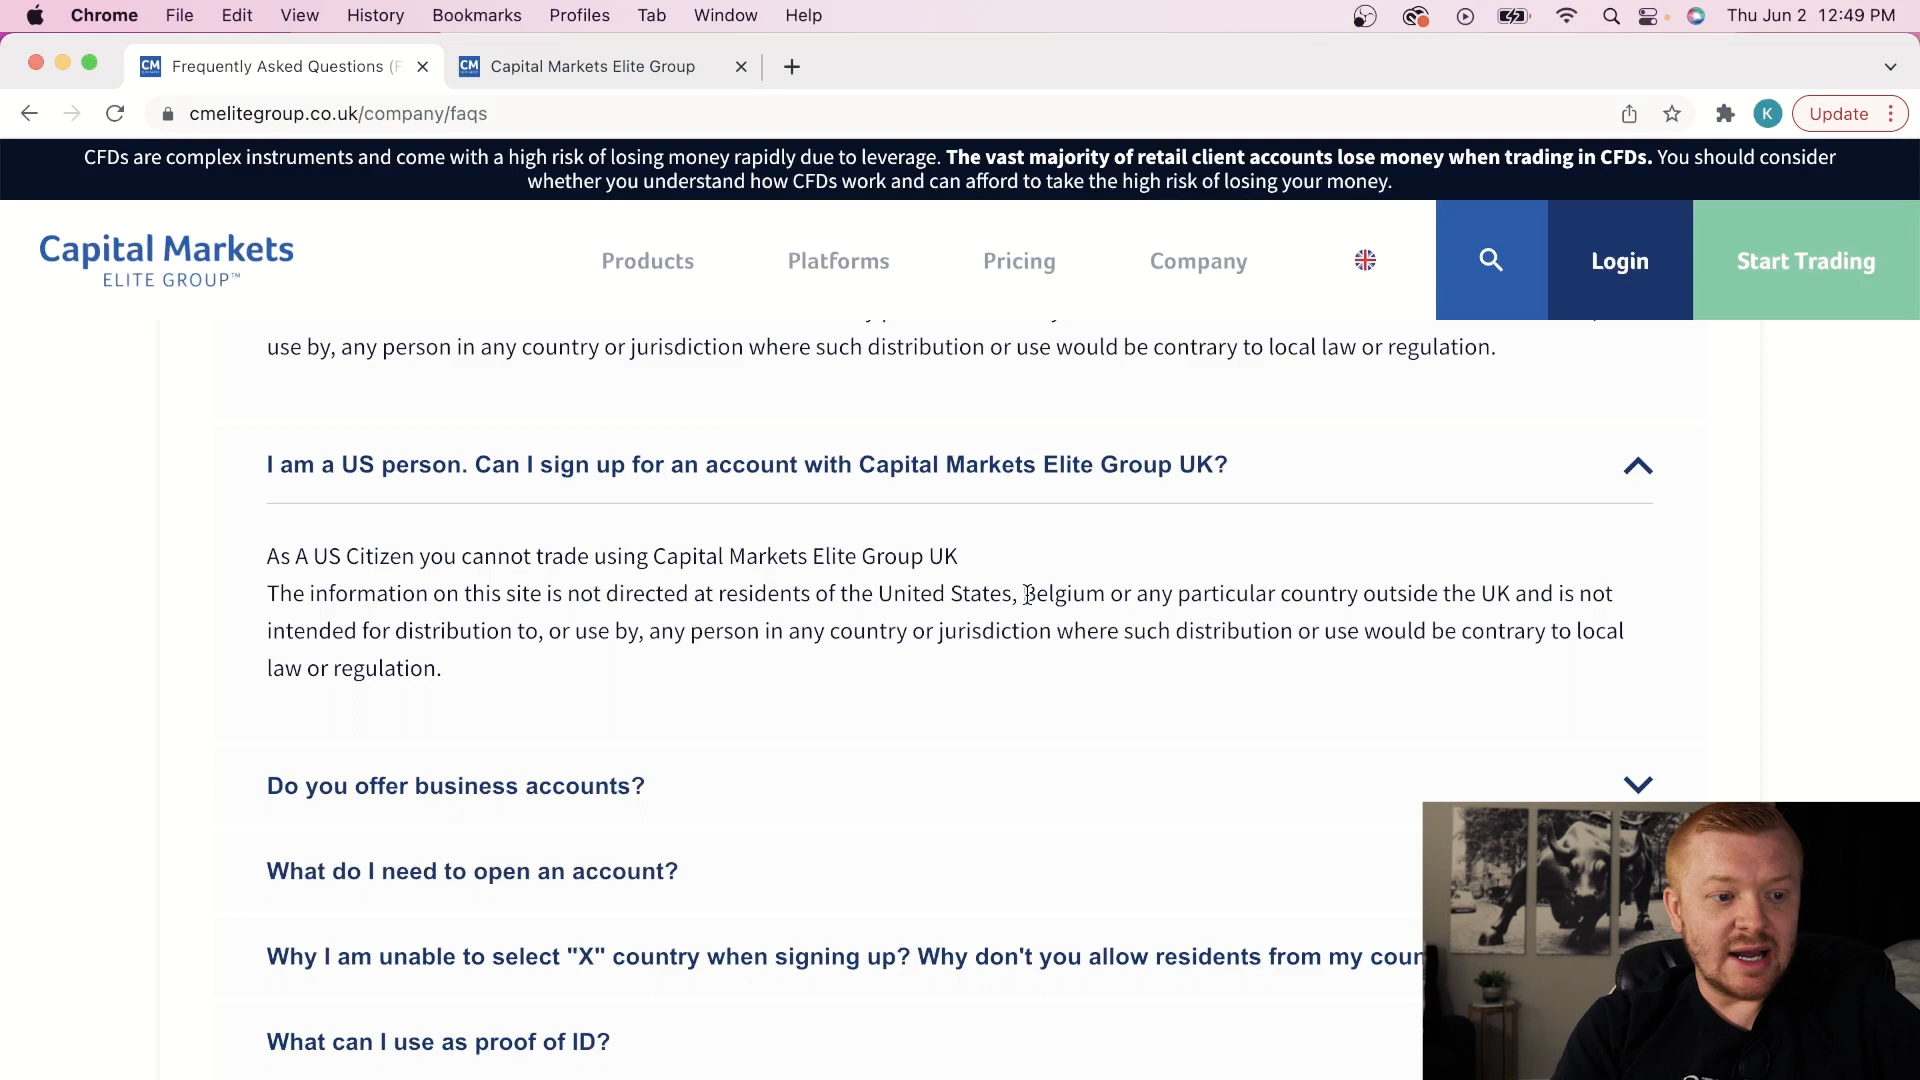 Chrome File Edit View History Bookmarks Profiles Tab Window Help Thu Jun 2 12:49 PM
CM Frequently Asked Questions (F CM Capital Markets Elite Group
cmelitegroup.co.uk/company/faqs K Update
CFDs are complex instruments and come with a high risk of losing money rapidly due to leverage. The vast majority of retail client accounts lose money when trading in CFDs. You should consider
whether you understand how CFDs work and can afford to take the high risk of losing your money.
Capital Markets
ELITE GROUP™
Products Platforms Pricing Company Login Start Trading
use by, any person in any country or jurisdiction where such distribution or use would be contrary to local law or regulation.
I am a US person. Can I sign up for an account with Capital Markets Elite Group UK?
As A US Citizen you cannot trade using Capital Markets Elite Group UK
The information on this site is not directed at residents of the United States, Belgium or any particular country outside the UK and is not
intended for distribution to, or use by, any person in any country or jurisdiction where such distribution or use would be contrary to local
law or regulation.
Do you offer business accounts?
What do I need to open an account?
Why I am unable to select "X" country when signing up? Why don't you allow residents from my coun
What can I use as proof of ID?